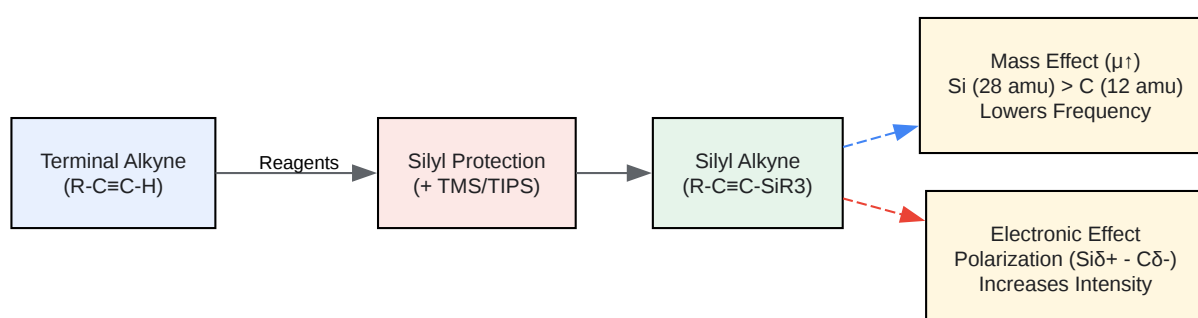 Terminal Alkyne
(R-C≡C-H)
Reagents
Silyl Protection
(+ TMS/TIPS)
Silyl Alkyne
(R-C≡C-SiR3)
Mass Effect (μ↑)
Si (28 amu) > C (12 amu)
Lowers Frequency
Electronic Effect
Polarization (Siδ+ - Cδ-)
Increases Intensity